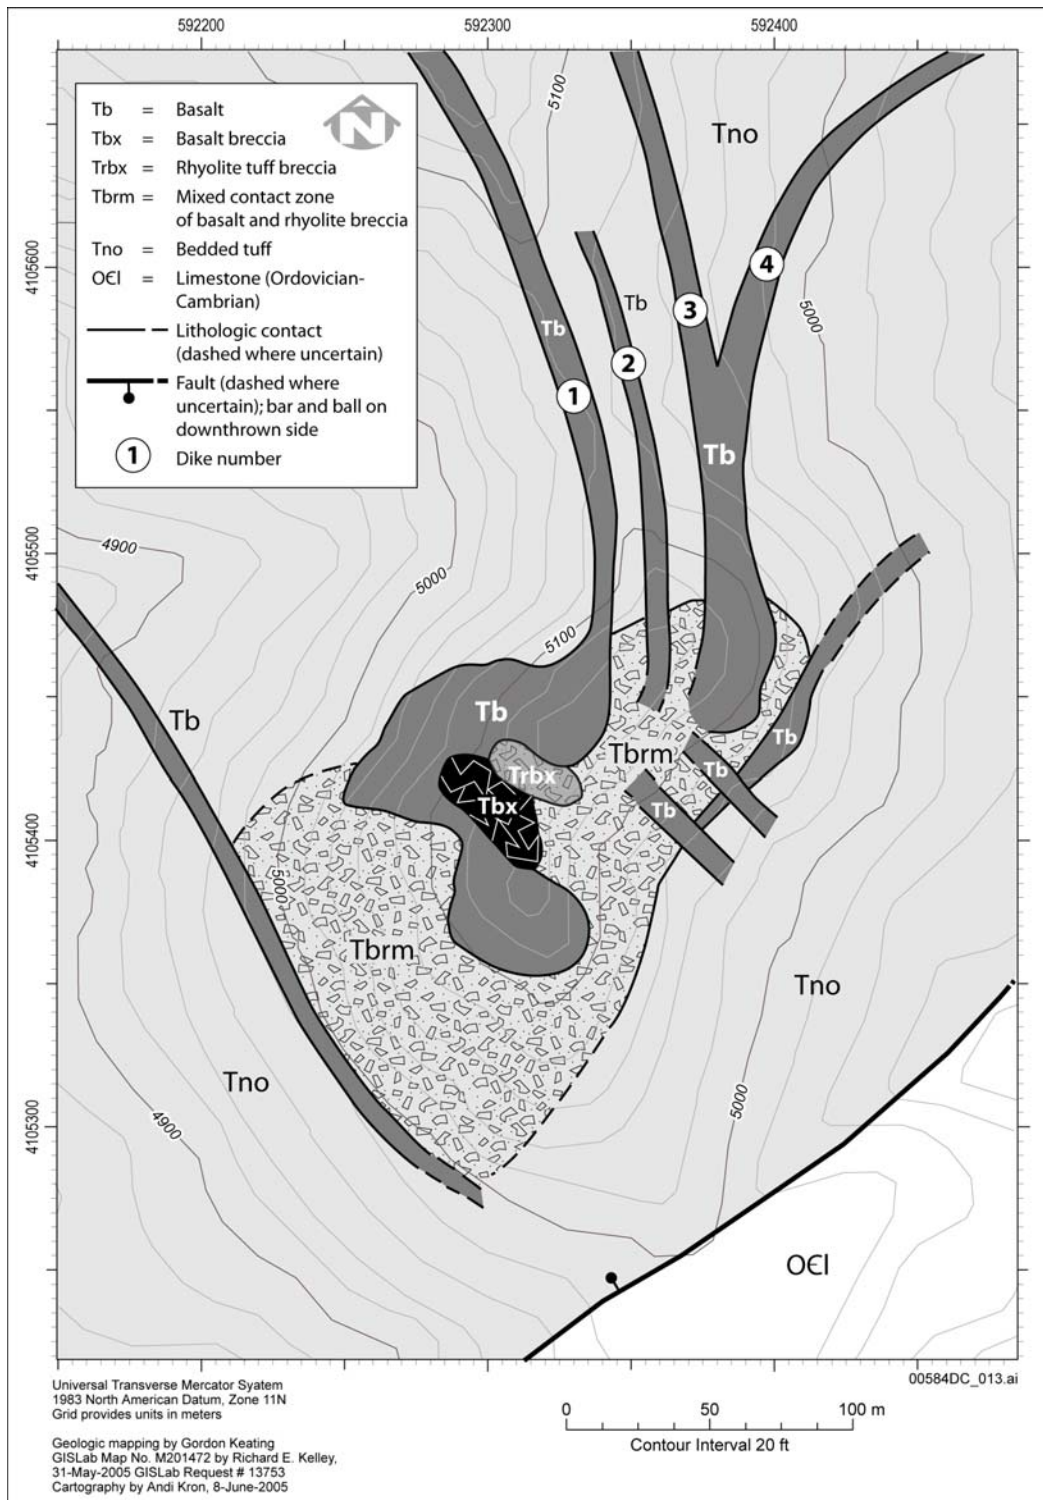 592200
592300
592400
4105600
4105500
4105400
4105300
Tb = Basalt
Tbx = Basalt breccia
Trbx = Rhyolite tuff breccia
Tbrm = Mixed contact zone
of basalt and rhyolite breccia
Tno = Bedded tuff
OЄl = Limestone (Ordovician-
Cambrian)
Lithologic contact
(dashed where uncertain)
Fault (dashed where
uncertain); bar and ball on
downthrown side
1 Dike number
N
5100
Tno
4
5000
3
Tb
Tb
2
1
Tb
4900
5000
5100
Tb
Tb
Tb
Tbrm
Tb
Trbx
Tbx
Tb
5000
Tbrm
Tno
Tno
5000
4900
OЄl
Universal Transverse Mercator Syatem
1983 North American Datum, Zone 11N
Grid provides units in meters
Geologic mapping by Gordon Keating
GISLab Map No. M201472 by Richard E. Kelley,
31-May-2005 GISLab Request # 13753
Cartography by Andi Kron, 8-June-2005
00584DC_013.ai
0 50 100 m
Contour Interval 20 ft